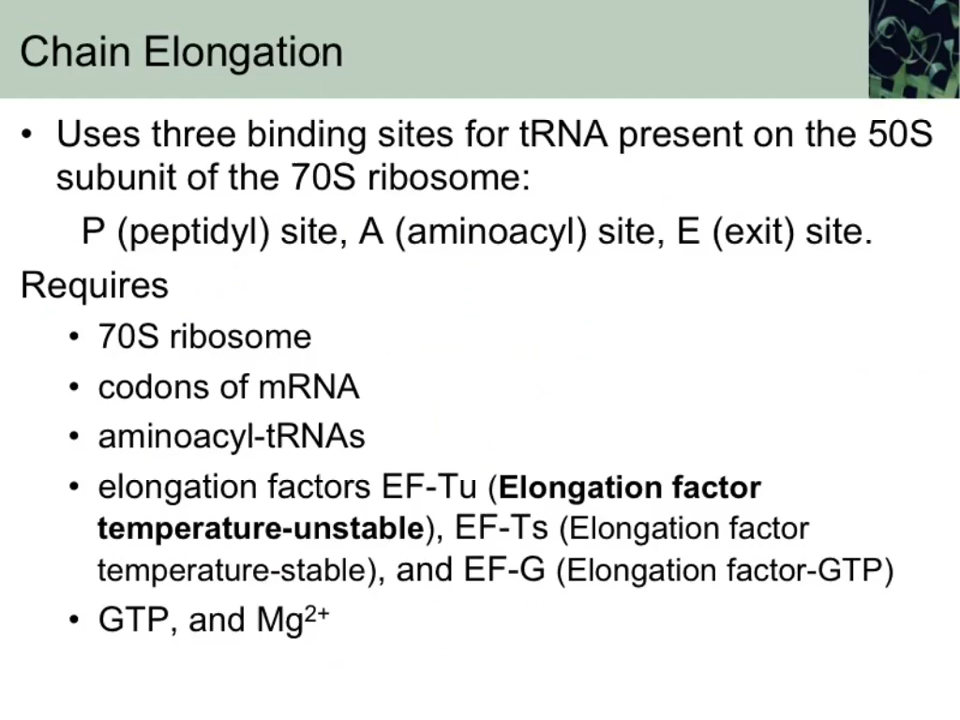 Chain Elongation
• Uses three binding sites for tRNA present on the 50S
subunit of the 70S ribosome:
P (peptidyl) site, A (aminoacyl) site, E (exit) site.
Requires
• 70S ribosome
• codons of mRNA
• aminoacyl-tRNAs
• elongation factors EF-Tu (Elongation factor
temperature-unstable), EF-Ts (Elongation factor
temperature-stable), and EF-G (Elongation factor-GTP)
• GTP, and Mg²⁺